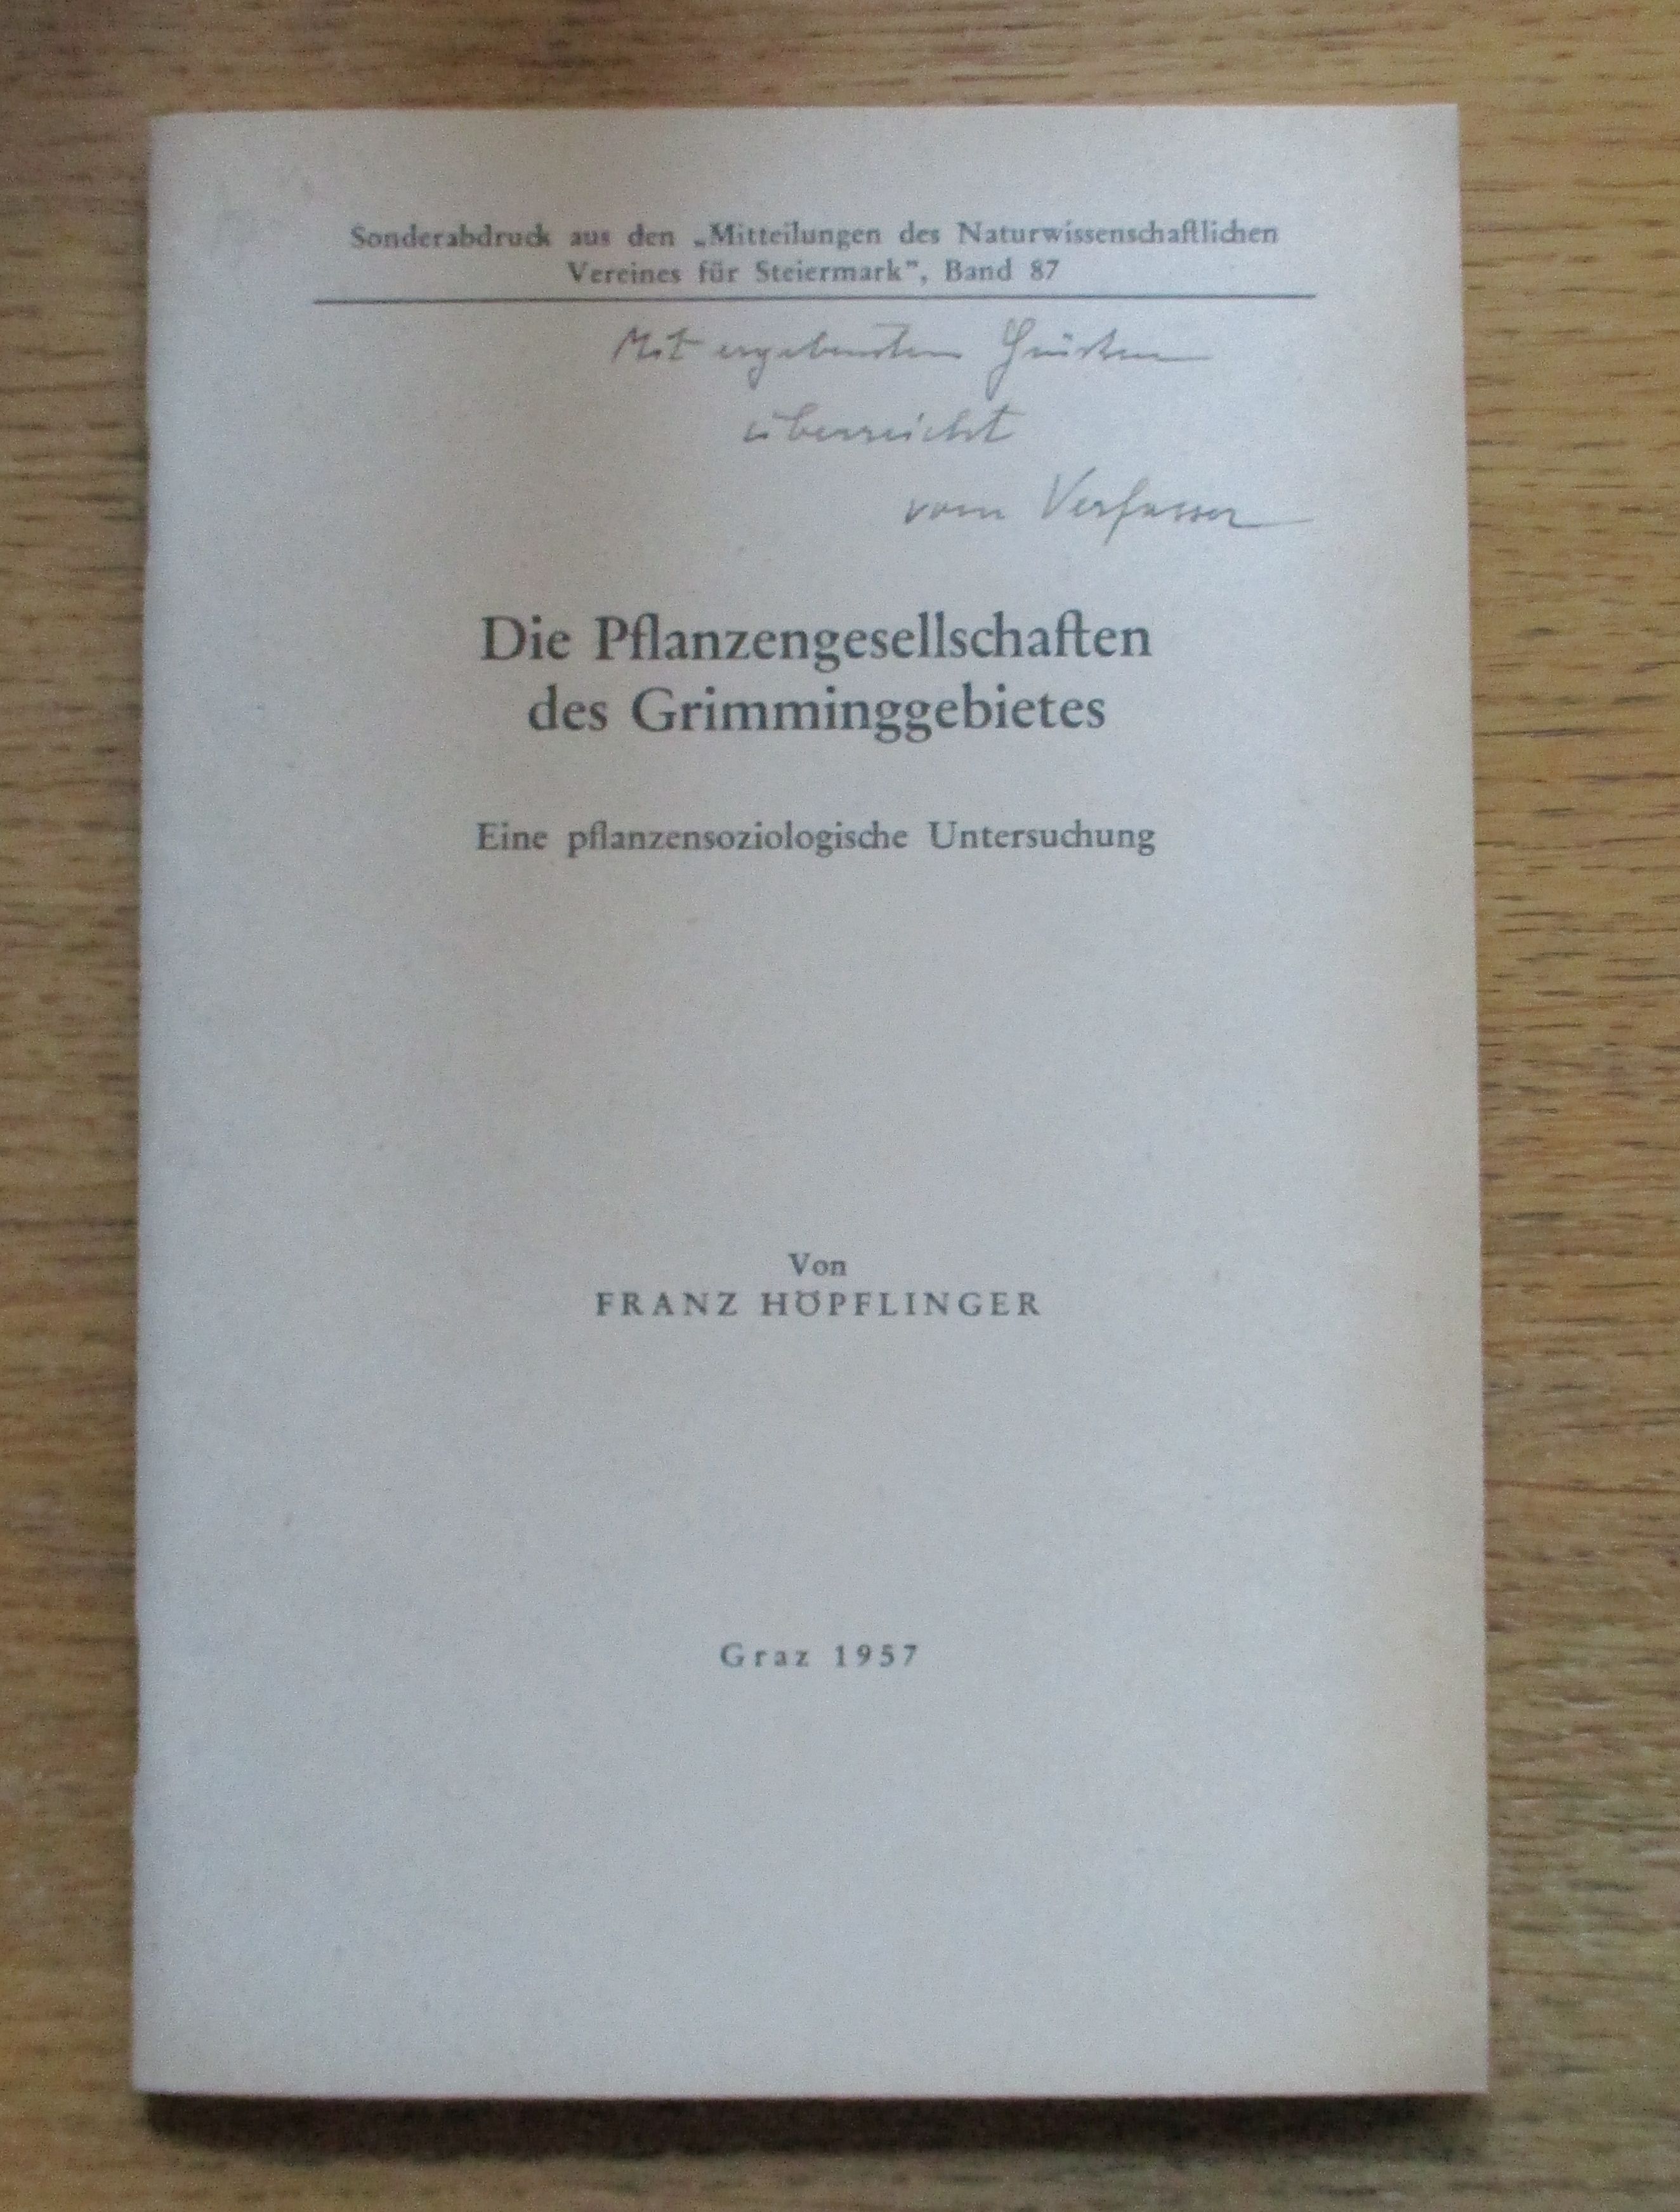 Sonderabdruck aus den „Mitteilungen des Naturwissenschaftlichen
Vereines für Steiermark”, Band 87
Mit ergebensten Grüßen
überreicht
vom Verfasser
Die Pflanzengesellschaften
des Grimminggebietes
Eine pflanzensoziologische Untersuchung
Von
FRANZ HÖPFLINGER
Graz 1957